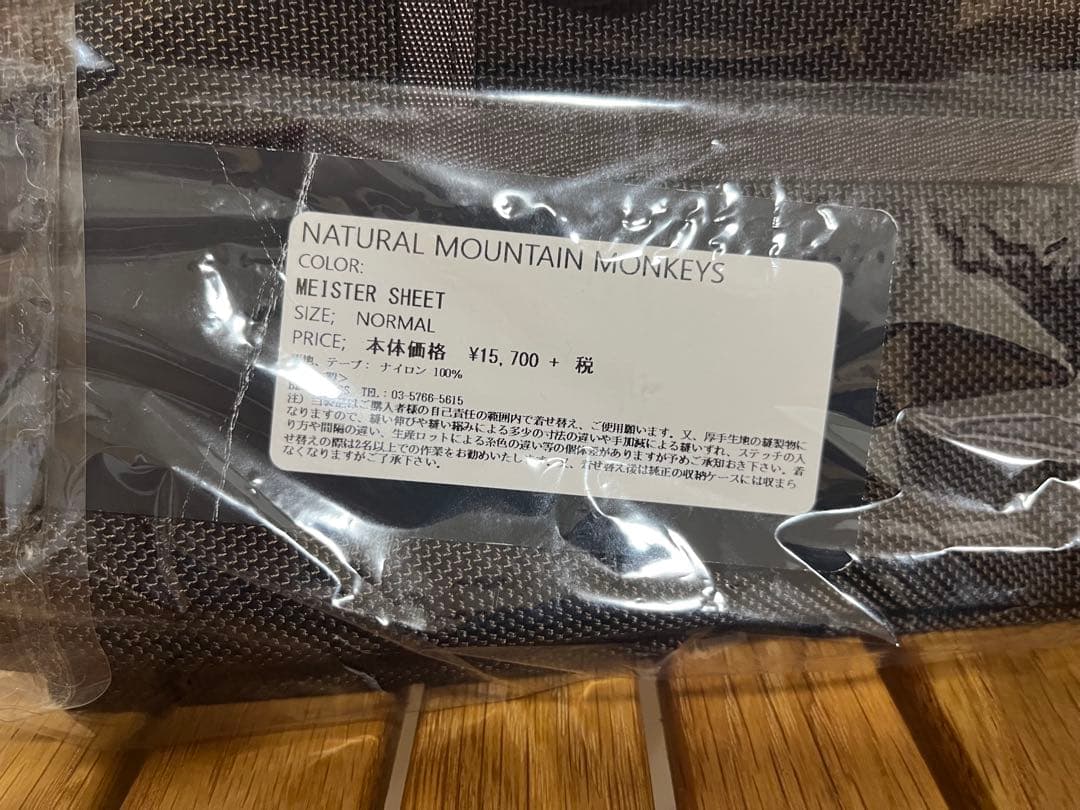 NATURAL MOUNTAIN MONKEYS
COLOR:
MEISTER SHEET
SIZE; NORMAL
PRICE; 本体価格 ¥15,700 + 税
、テープ: ナイロン 100%
TEL:03-5766-5615
注) はご購入者様の自己責任の範囲内で着せ替え、ご使用願います。又、厚手生地の縫製物に
なりますので、縫い伸びや縫い縮みによる多少の寸法の違いや手加減による縫いずれ、ステッチの入
り方や間隔の違い、生産ロットによる糸色の違い等の個体差がありますが予めご承知おき下さい。着
せ替えの際は2名以上での作業をお勧めいたし 着せ替え後は純正の収納ケースには収まら
なくなりますがご了承下さい。